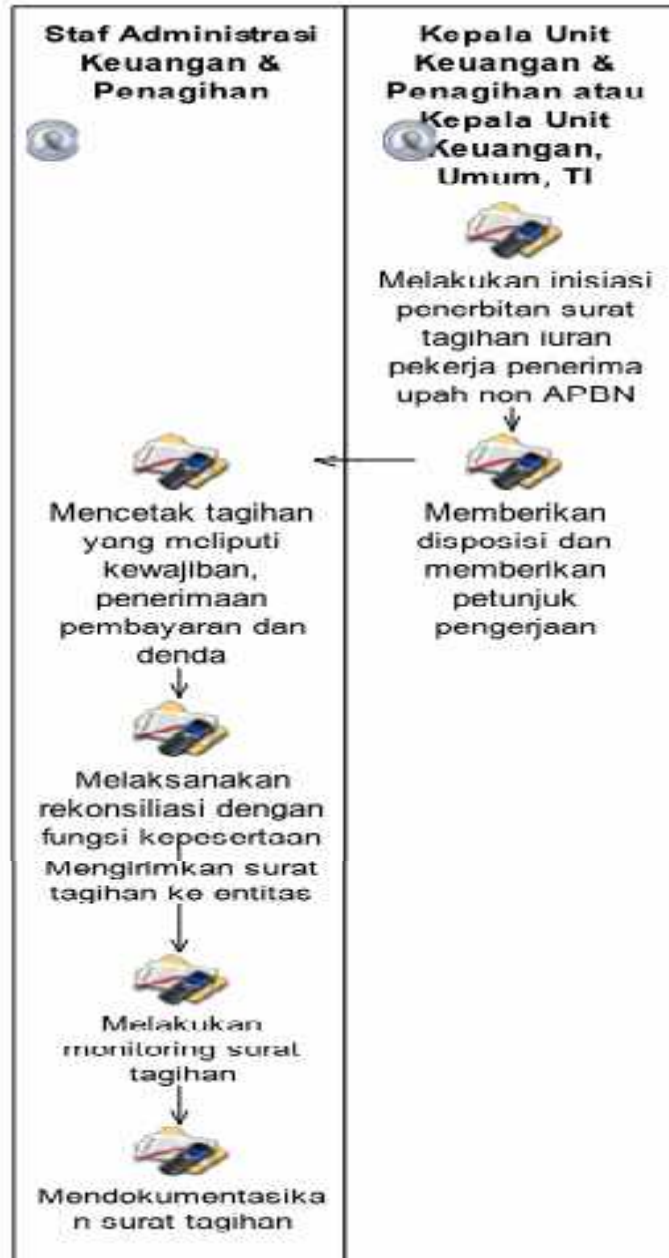 Staf Administrasi
Keuangan &
Penagihan
Kepala Unit
Keuangan &
Penagihan atau
Kepala Unit
Keuangan,
Umum, TI
Melakukan inisiasi
penerbitan surat
tagihan iuran
pekerja penerima
upah non APBN
Memberikan
disposisi dan
memberikan
petunjuk
pengerjaan
Mencetak tagihan
yang meliputi
kewajiban,
penerimaan
pembayaran dan
denda
Melaksanakan
rekonsiliasi dengan
fungsi kepesertaan
Mengirimkan surat
tagihan ke entitas
Melakukan
monitoring surat
tagihan
Mendokumentasika
n surat tagihan